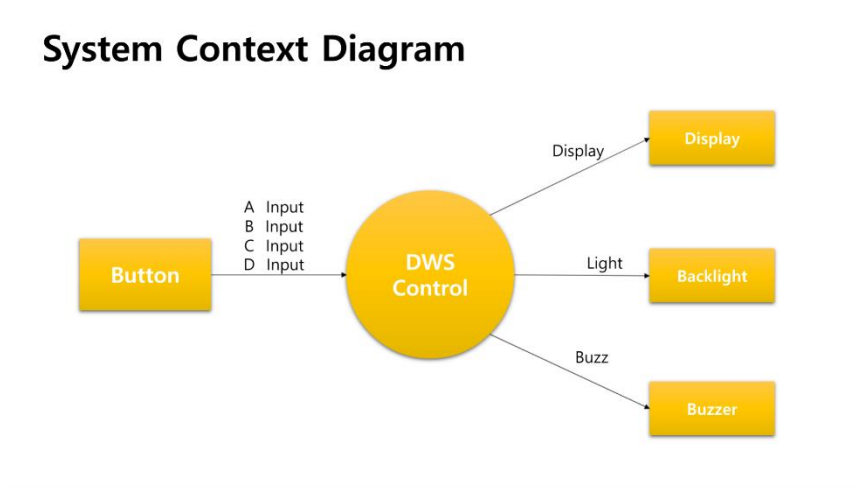 System Context Diagram
Display
Display
A Input
B Input
C Input
D Input
Button
DWS
Control
Light
Backlight
Buzz
Buzzer